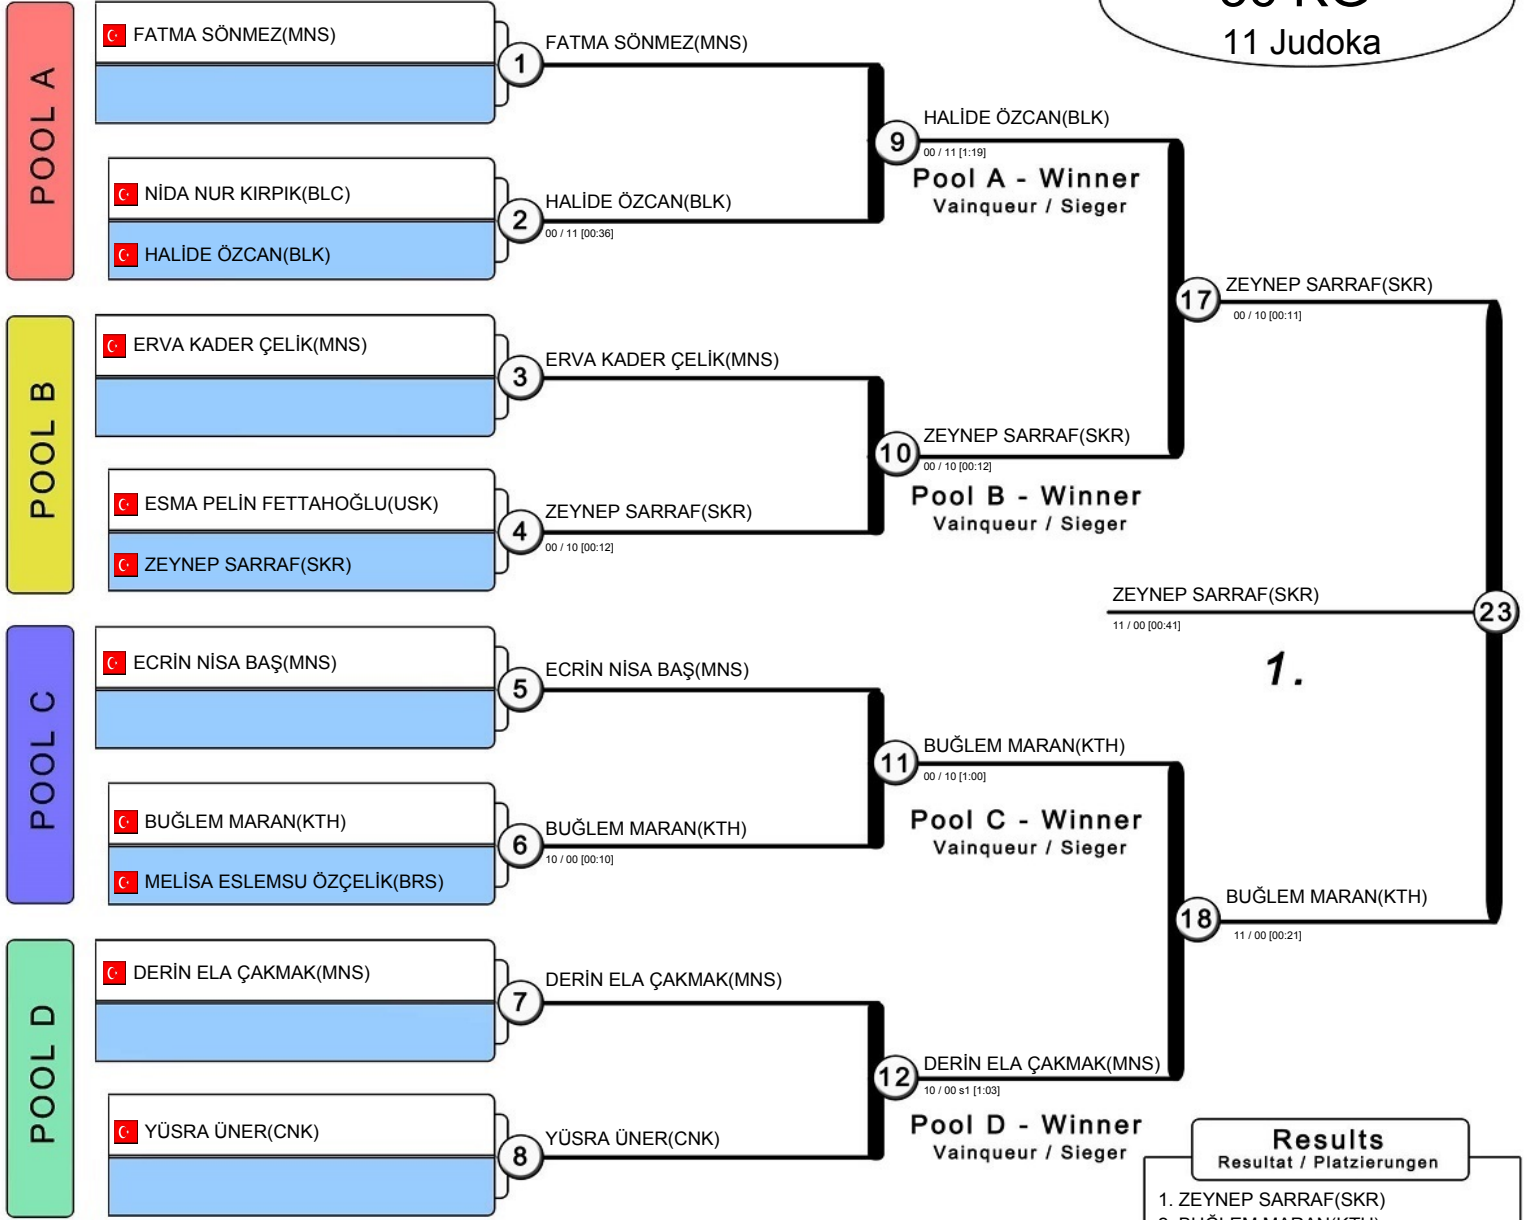 11 Judoka
POOL A
FATMA SÖNMEZ(MNS)
1
FATMA SÖNMEZ(MNS)
NİDA NUR KIRPIK(BLC)
HALİDE ÖZCAN(BLK)
2
HALİDE ÖZCAN(BLK)
00 / 11 [00:36]
9
HALİDE ÖZCAN(BLK)
00 / 11 [1:19]
Pool A - Winner
Vainqueur / Sieger
POOL B
ERVA KADER ÇELİK(MNS)
3
ERVA KADER ÇELİK(MNS)
ESMA PELİN FETTAHOĞLU(USK)
ZEYNEP SARRAF(SKR)
4
ZEYNEP SARRAF(SKR)
00 / 10 [00:12]
10
ZEYNEP SARRAF(SKR)
00 / 10 [00:12]
Pool B - Winner
Vainqueur / Sieger
17
ZEYNEP SARRAF(SKR)
00 / 10 [00:11]
POOL C
ECRİN NİSA BAŞ(MNS)
5
ECRİN NİSA BAŞ(MNS)
BUĞLEM MARAN(KTH)
MELİSA ESLEMSU ÖZÇELİK(BRS)
6
BUĞLEM MARAN(KTH)
10 / 00 [00:10]
11
BUĞLEM MARAN(KTH)
00 / 10 [1:00]
Pool C - Winner
Vainqueur / Sieger
POOL D
DERİN ELA ÇAKMAK(MNS)
7
DERİN ELA ÇAKMAK(MNS)
YÜSRA ÜNER(CNK)
8
YÜSRA ÜNER(CNK)
12
DERİN ELA ÇAKMAK(MNS)
10 / 00 s1 [1:03]
Pool D - Winner
Vainqueur / Sieger
18
BUĞLEM MARAN(KTH)
11 / 00 [00:21]
23
ZEYNEP SARRAF(SKR)
11 / 00 [00:41]
1.
Results
Resultat / Platzierungen
1. ZEYNEP SARRAF(SKR)
2. BUĞLEM MARAN(KTH)